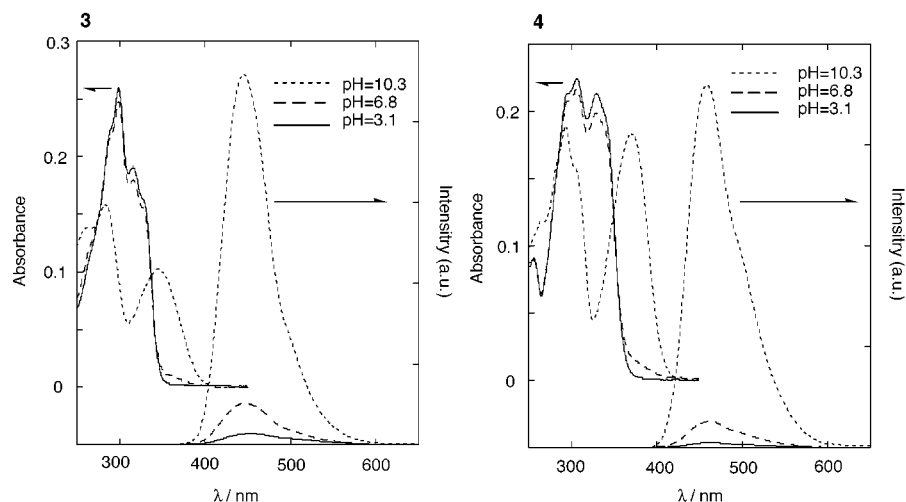 3
0.3
0.2
0.1
0
Absorbance
pH=10.3
pH=6.8
pH=3.1
Intensitry (a.u.)
300 400 500 600
λ / nm
4
0.2
0.1
0
Absorbance
pH=10.3
pH=6.8
pH=3.1
Intensitry (a.u.)
300 400 500 600
λ / nm